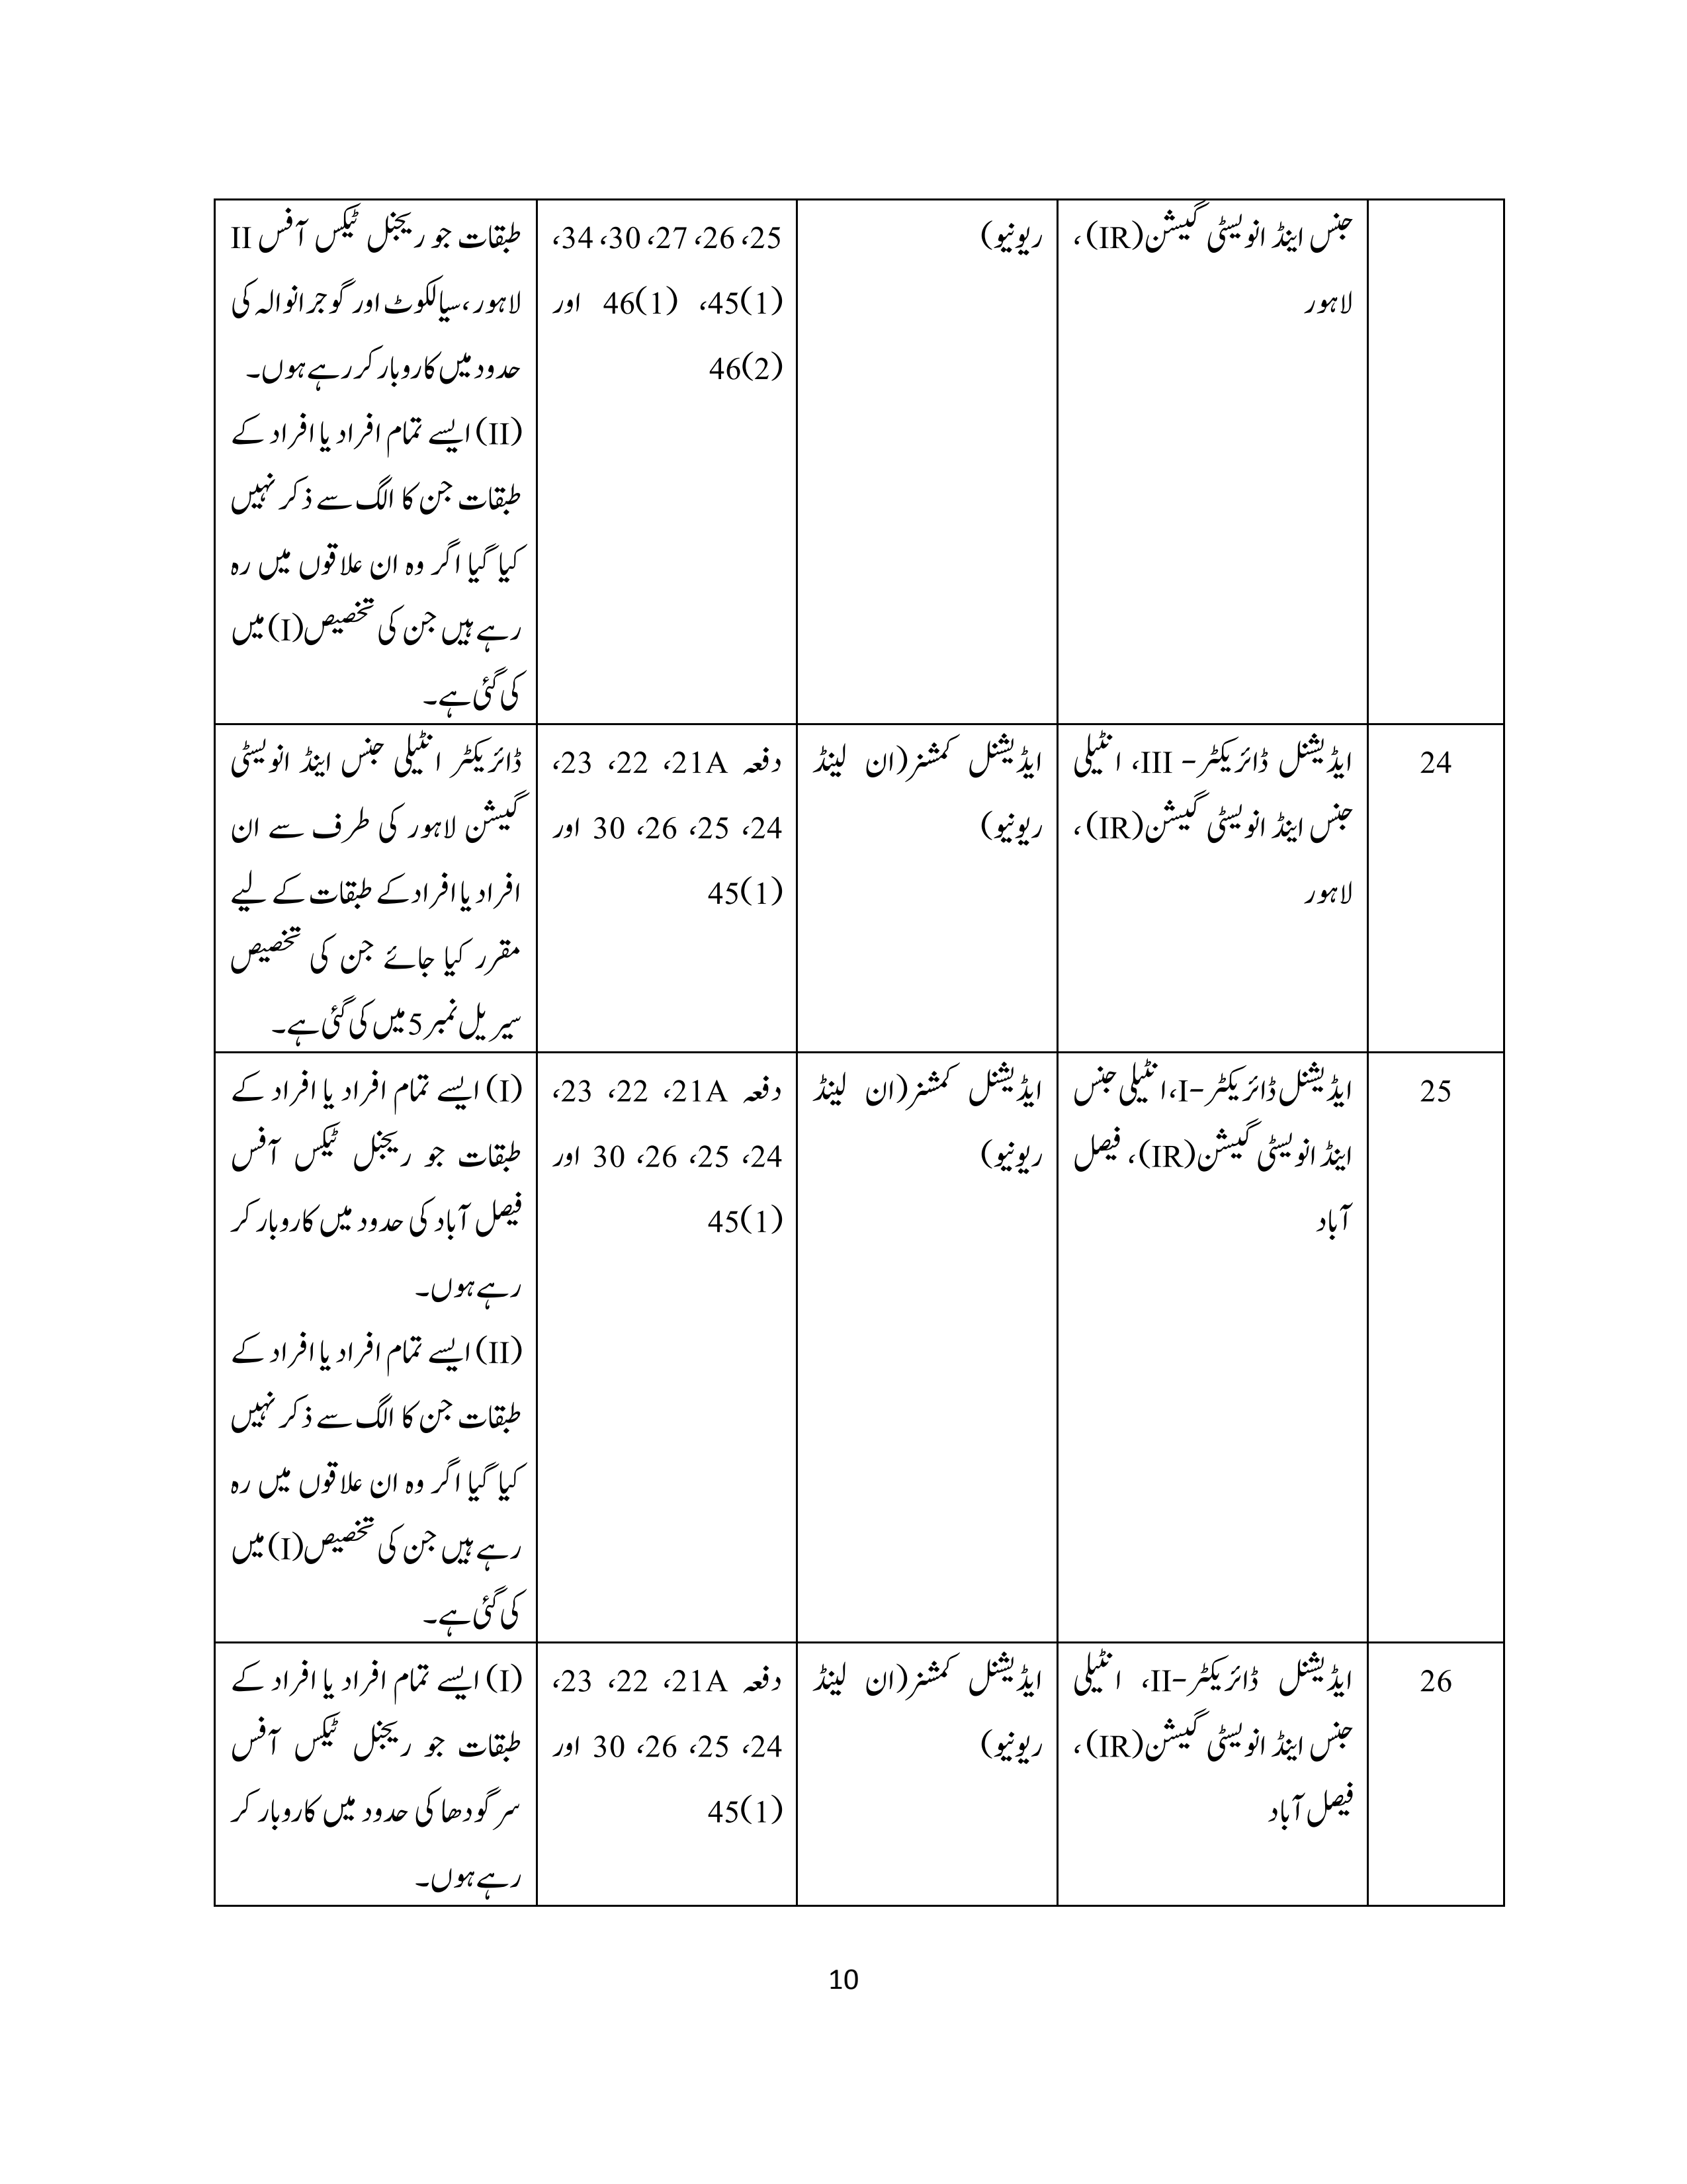 جنس اینڈ انویسٹی گیشن(IR)،
لاہور
ریونیو)
25، 26، 27، 30، 34،
45(1)، 46(1) اور
46(2)
طبقات جو ریجنل ٹیکس آفس II
لاہور،سیالکوٹ اور گوجرانوالہ کی
حدود میں کاروبار کر رہے ہوں۔
(II) ایسے تمام افراد یا افراد کے
طبقات جن کا الگ سے ذکر نہیں
کیا گیا اگر وہ ان علاقوں میں رہ
رہے ہیں جن کی تخصیص(I) میں
کی گئی ہے۔
24
ایڈیشنل ڈائریکٹر- III، انٹیلی
جنس اینڈ انویسٹی گیشن(IR)،
لاہور
ایڈیشنل کمشنر(ان لینڈ
ریونیو)
دفعہ 21A، 22، 23،
24، 25، 26، 30 اور
45(1)
ڈائریکٹر انٹیلی جنس اینڈ انویسٹی
گیشن لاہور کی طرف سے ان
افراد یا افراد کے طبقات کے لیے
مقرر کیا جائے جن کی تخصیص
سیریل نمبر 5 میں کی گئی ہے۔
25
ایڈیشنل ڈائریکٹر-I،انٹیلی جنس
اینڈ انویسٹی گیشن(IR)، فیصل
آباد
ایڈیشنل کمشنر(ان لینڈ
ریونیو)
دفعہ 21A، 22، 23،
24، 25، 26، 30 اور
45(1)
(I) ایسے تمام افراد یا افراد کے
طبقات جو ریجنل ٹیکس آفس
فیصل آباد کی حدود میں کاروبار کر
رہے ہوں۔
(II) ایسے تمام افراد یا افراد کے
طبقات جن کا الگ سے ذکر نہیں
کیا گیا اگر وہ ان علاقوں میں رہ
رہے ہیں جن کی تخصیص(I) میں
کی گئی ہے۔
26
ایڈیشنل ڈائریکٹر-II، انٹیلی
جنس اینڈ انویسٹی گیشن(IR)،
فیصل آباد
ایڈیشنل کمشنر(ان لینڈ
ریونیو)
دفعہ 21A، 22، 23،
24، 25، 26، 30 اور
45(1)
(I) ایسے تمام افراد یا افراد کے
طبقات جو ریجنل ٹیکس آفس
سرگودھا کی حدود میں کاروبار کر
رہے ہوں۔
10